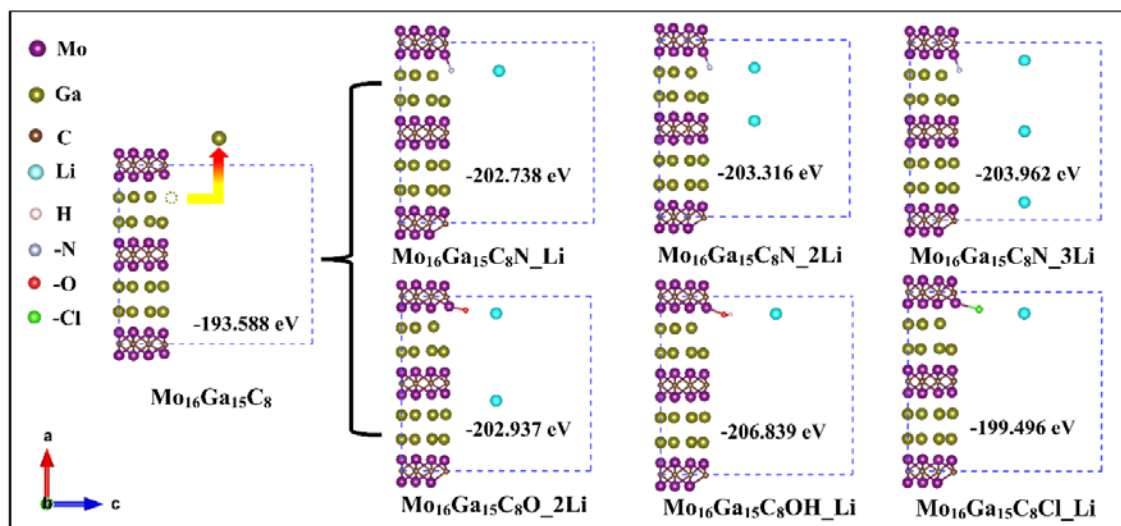 Mo
Ga
C
Li
H
-N
-O
-Cl
-193.588 eV
Mo₁₆Ga₁₅C₈
-202.738 eV
Mo₁₆Ga₁₅C₈N_Li
-203.316 eV
Mo₁₆Ga₁₅C₈N_2Li
-203.962 eV
Mo₁₆Ga₁₅C₈N_3Li
-202.937 eV
Mo₁₆Ga₁₅C₈O_2Li
-206.839 eV
Mo₁₆Ga₁₅C₈OH_Li
-199.496 eV
Mo₁₆Ga₁₅C₈Cl_Li
a
b
c